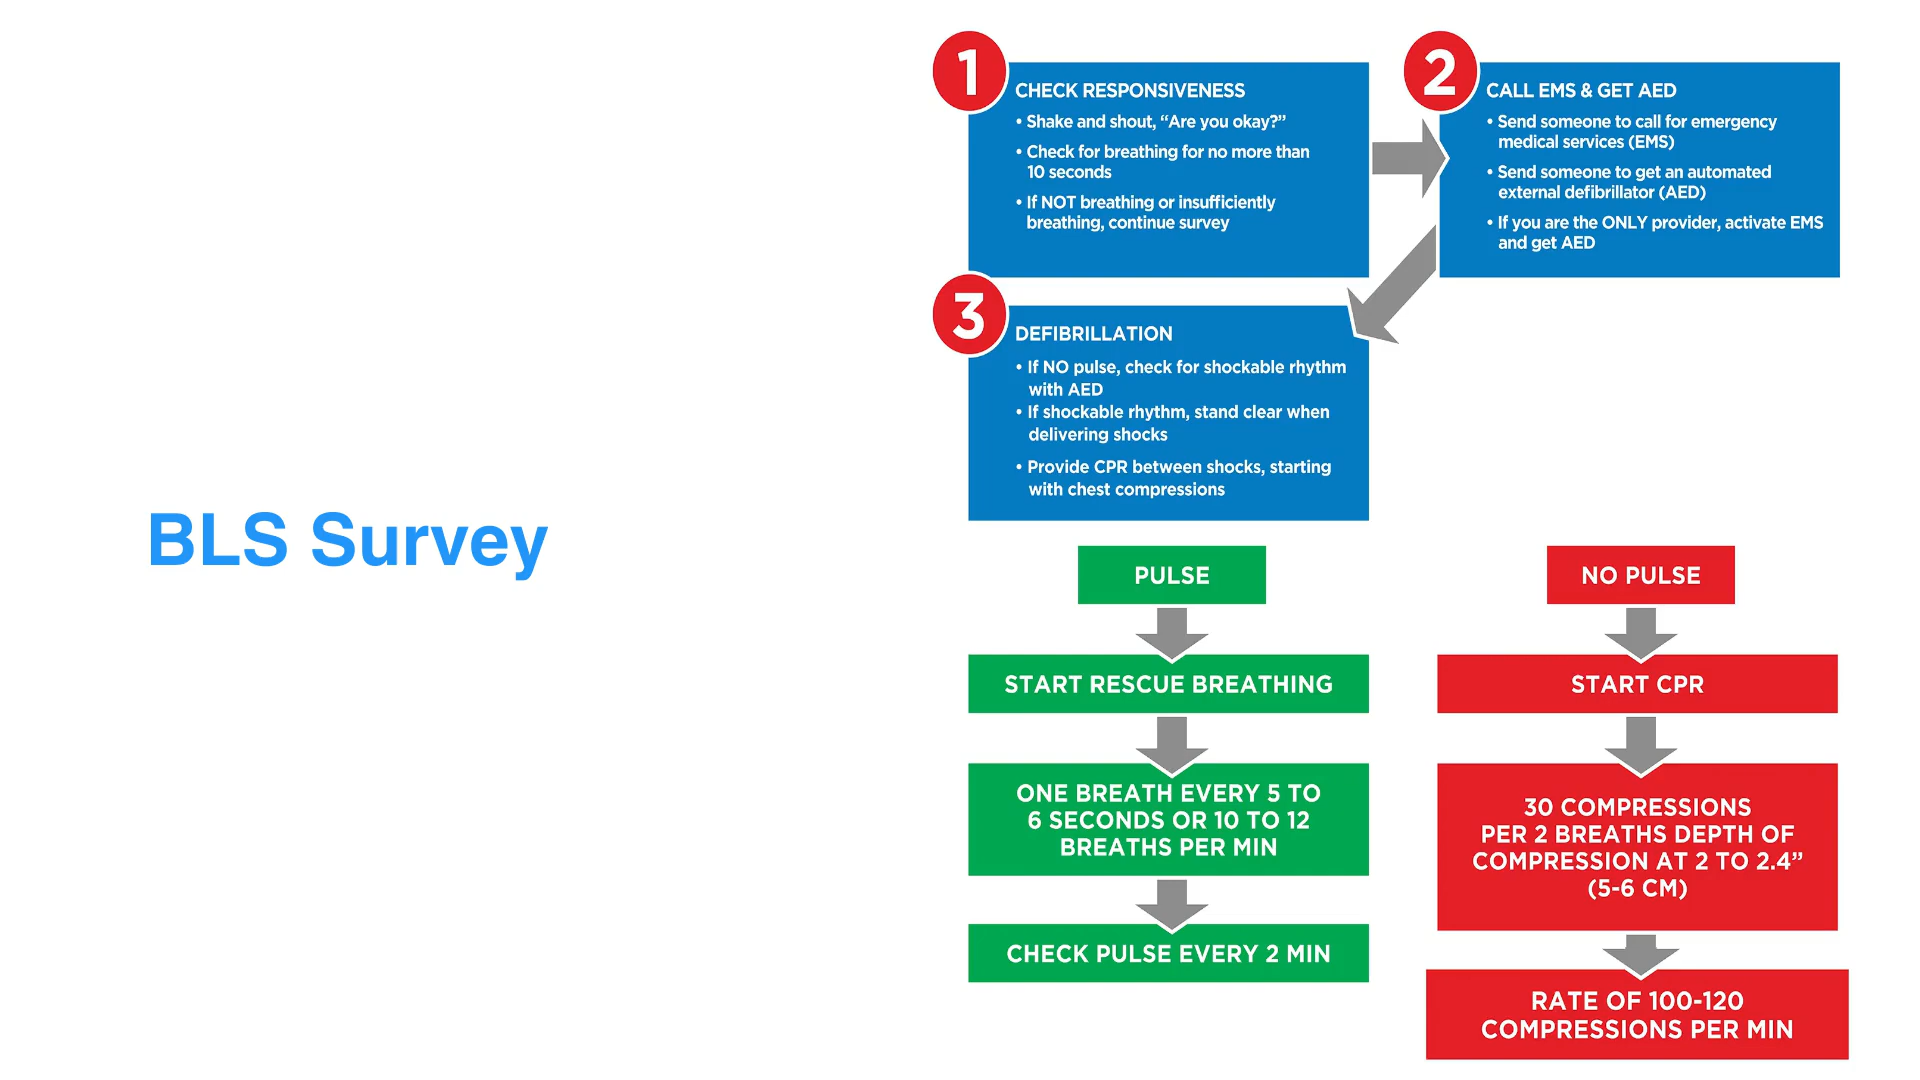 BLS Survey
1
CHECK RESPONSIVENESS
• Shake and shout, “Are you okay?”
• Check for breathing for no more than
10 seconds
• If NOT breathing or insufficiently
breathing, continue survey
2
CALL EMS & GET AED
• Send someone to call for emergency
medical services (EMS)
• Send someone to get an automated
external defibrillator (AED)
• If you are the ONLY provider, activate EMS
and get AED
3
DEFIBRILLATION
• If NO pulse, check for shockable rhythm
with AED
• If shockable rhythm, stand clear when
delivering shocks
• Provide CPR between shocks, starting
with chest compressions
PULSE
START RESCUE BREATHING
ONE BREATH EVERY 5 TO
6 SECONDS OR 10 TO 12
BREATHS PER MIN
CHECK PULSE EVERY 2 MIN
NO PULSE
START CPR
30 COMPRESSIONS
PER 2 BREATHS DEPTH OF
COMPRESSION AT 2 TO 2.4”
(5-6 CM)
RATE OF 100-120
COMPRESSIONS PER MIN